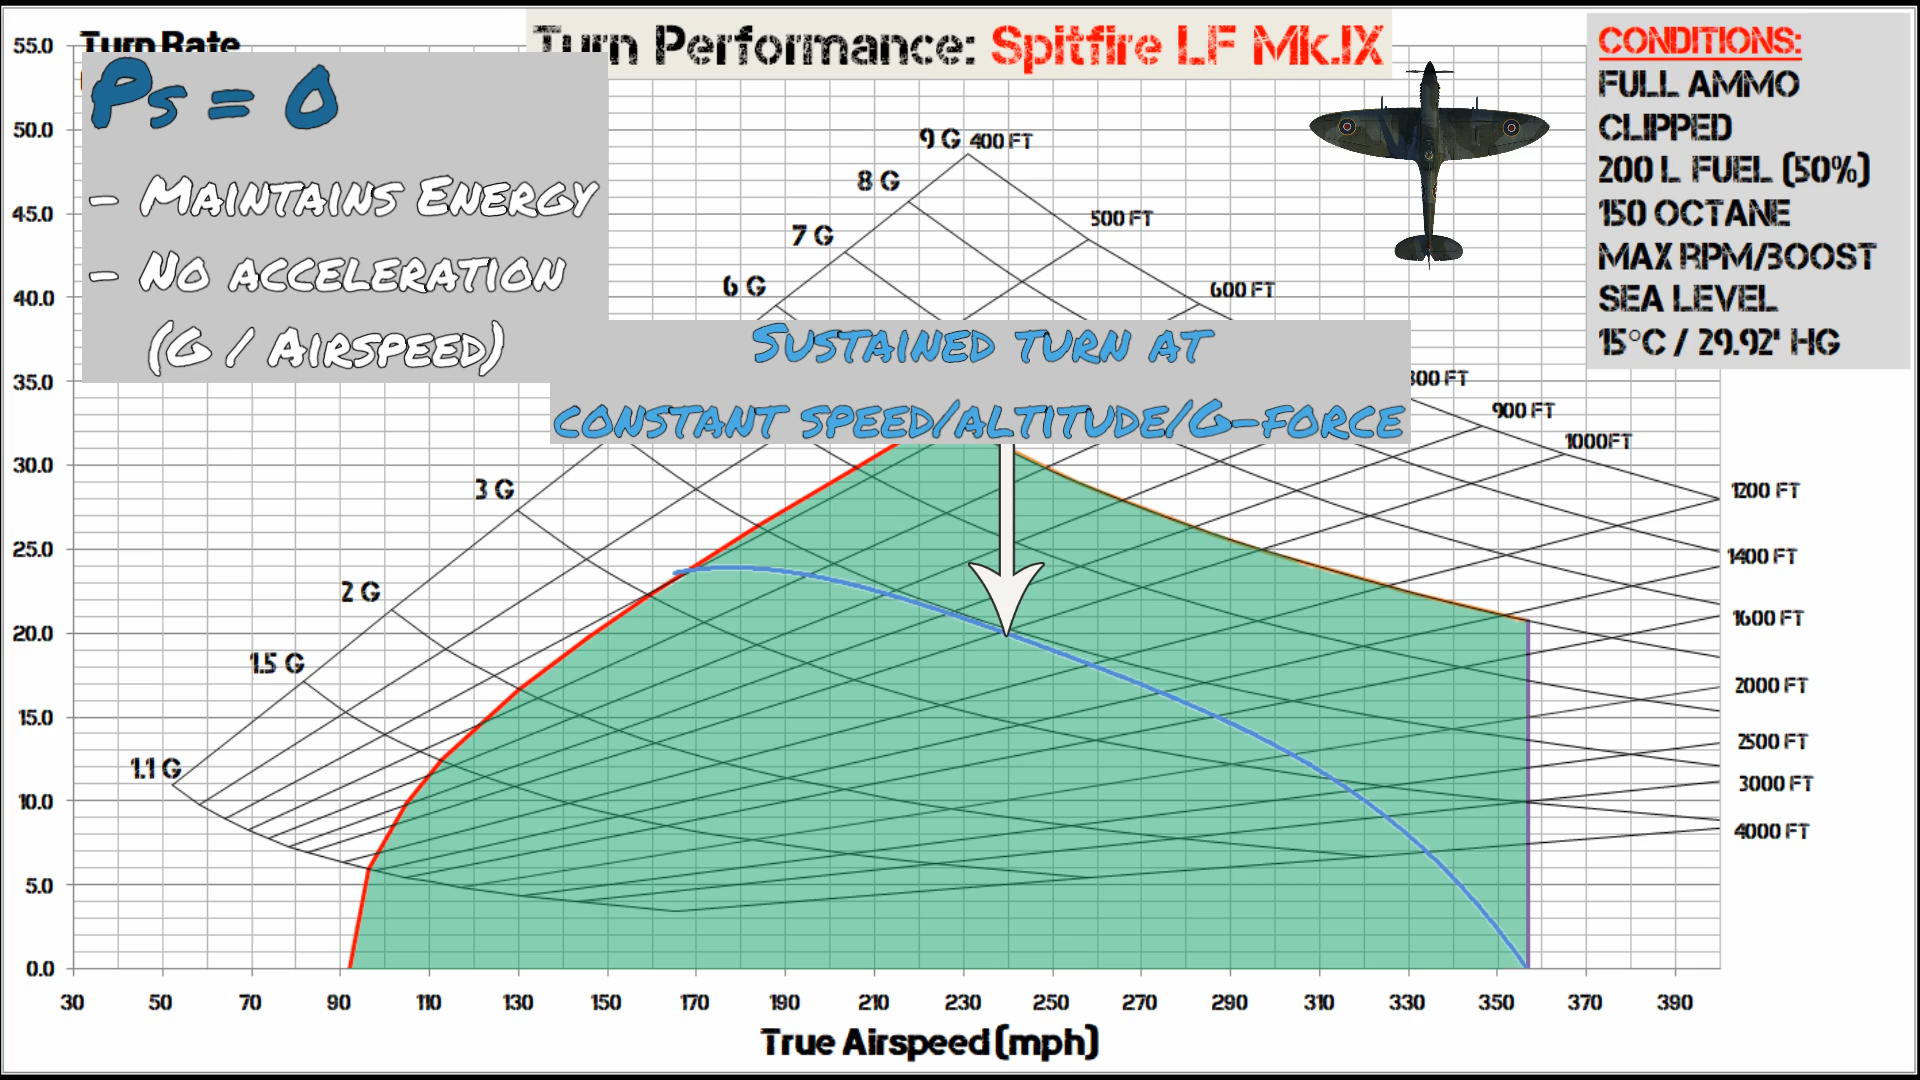 Turn Performance: Spitfire LF Mk.IX
Turn Rate
Ps = 0
- Maintains Energy
- No acceleration
(G / Airspeed)
Sustained turn at
constant speed/altitude/G-force
CONDITIONS:
FULL AMMO
CLIPPED
200 L FUEL (50%)
150 OCTANE
MAX RPM/BOOST
SEA LEVEL
15°C / 29.92" HG
55.0
50.0
45.0
40.0
35.0
30.0
25.0
20.0
15.0
10.0
5.0
0.0
9 G
8 G
7 G
6 G
3 G
2 G
1.5 G
1.1 G
400 FT
500 FT
600 FT
800 FT
900 FT
1000FT
1200 FT
1400 FT
1600 FT
2000 FT
2500 FT
3000 FT
4000 FT
30 50 70 90 110 130 150 170 190 210 230 250 270 290 310 330 350 370 390
True Airspeed (mph)